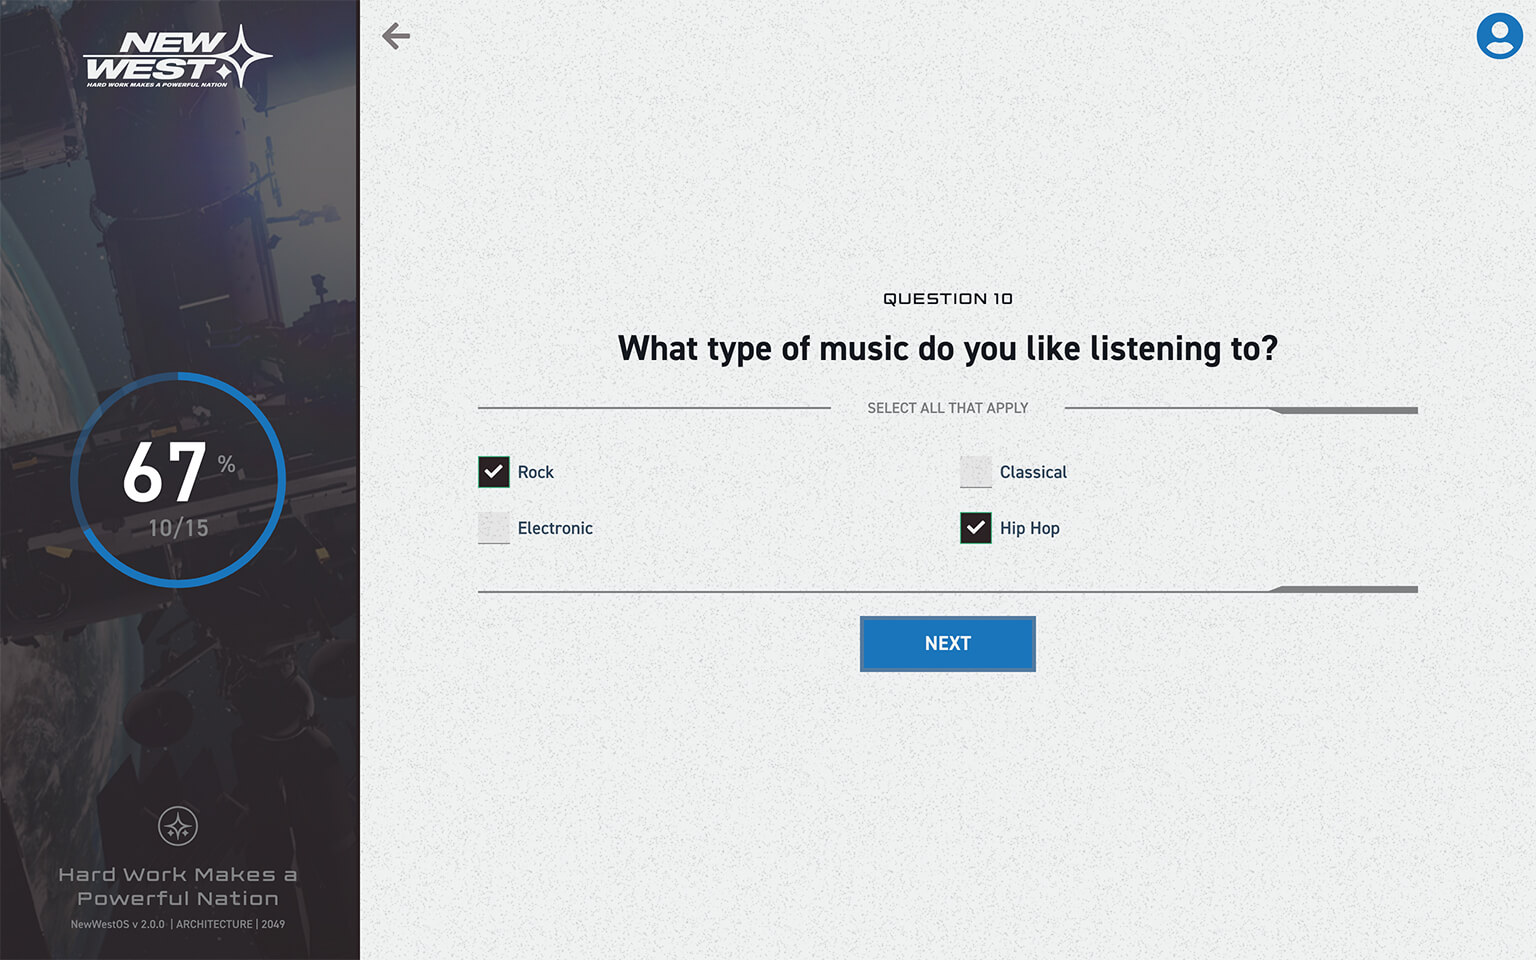 NEW
WEST
HARD WORK MAKES A POWERFUL NATION
67 %
10/15
Hard Work Makes a
Powerful Nation
NewWestOS v 2.0.0 | ARCHITECTURE | 2049
QUESTION 10
What type of music do you like listening to?
SELECT ALL THAT APPLY
Rock
Classical
Electronic
Hip Hop
NEXT